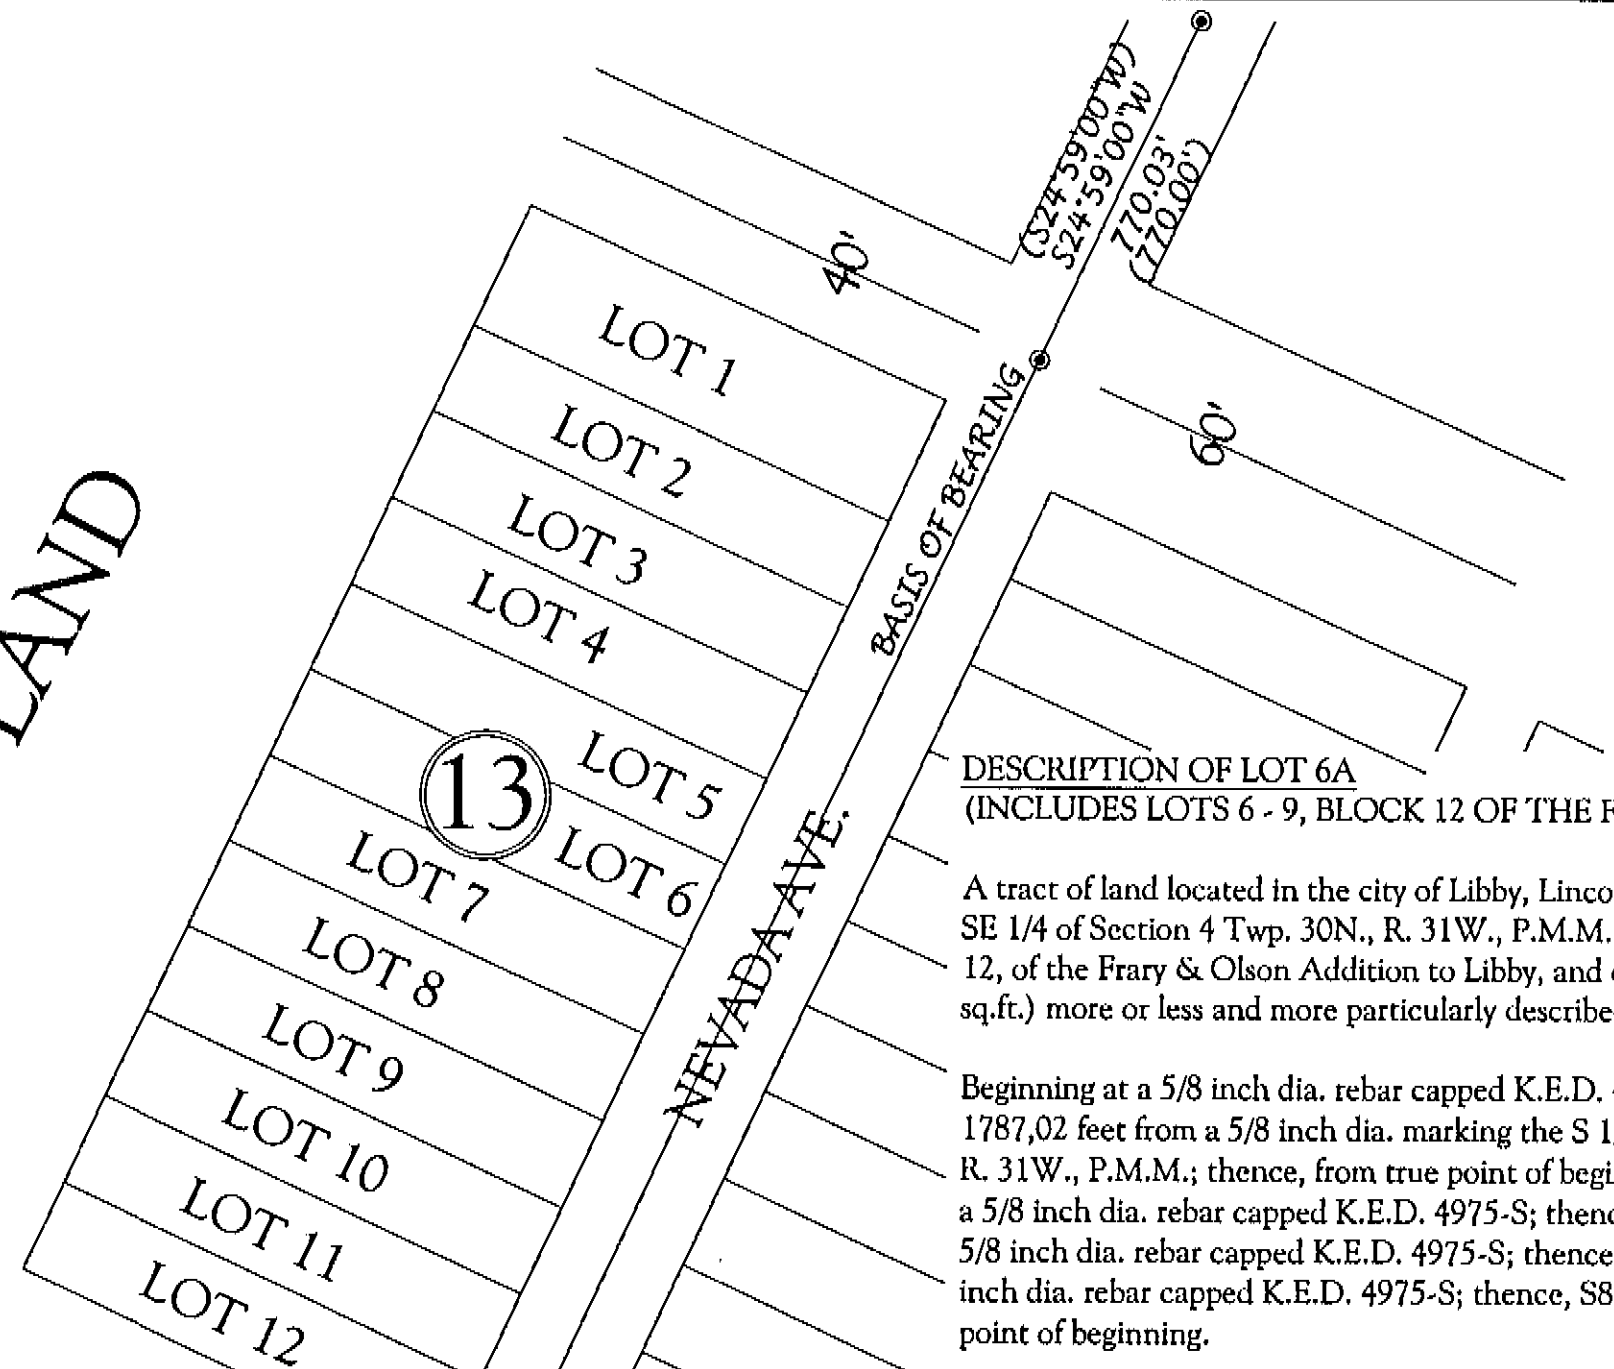 (S24°59'00"W)
S24°59'00"W
770.03'
(770.00')
40'
60'
BASIS OF BEARING
LAND
LOT 1
LOT 2
LOT 3
LOT 4
LOT 5
13
LOT 6
LOT 7
LOT 8
LOT 9
LOT 10
LOT 11
LOT 12
NEVADA AVE.
DESCRIPTION OF LOT 6A
(INCLUDES LOTS 6 - 9, BLOCK 12 OF THE F
A tract of land located in the city of Libby, Linco
SE 1/4 of Section 4 Twp. 30N., R. 31W., P.M.M.
12, of the Frary & Olson Addition to Libby, and
sq.ft.) more or less and more particularly describe
Beginning at a 5/8 inch dia. rebar capped K.E.D.
1787,02 feet from a 5/8 inch dia. marking the S 1
R. 31W., P.M.M.; thence, from true point of begi
a 5/8 inch dia. rebar capped K.E.D. 4975-S; thenc
5/8 inch dia. rebar capped K.E.D. 4975-S; thence
inch dia. rebar capped K.E.D. 4975-S; thence, S8
point of beginning.